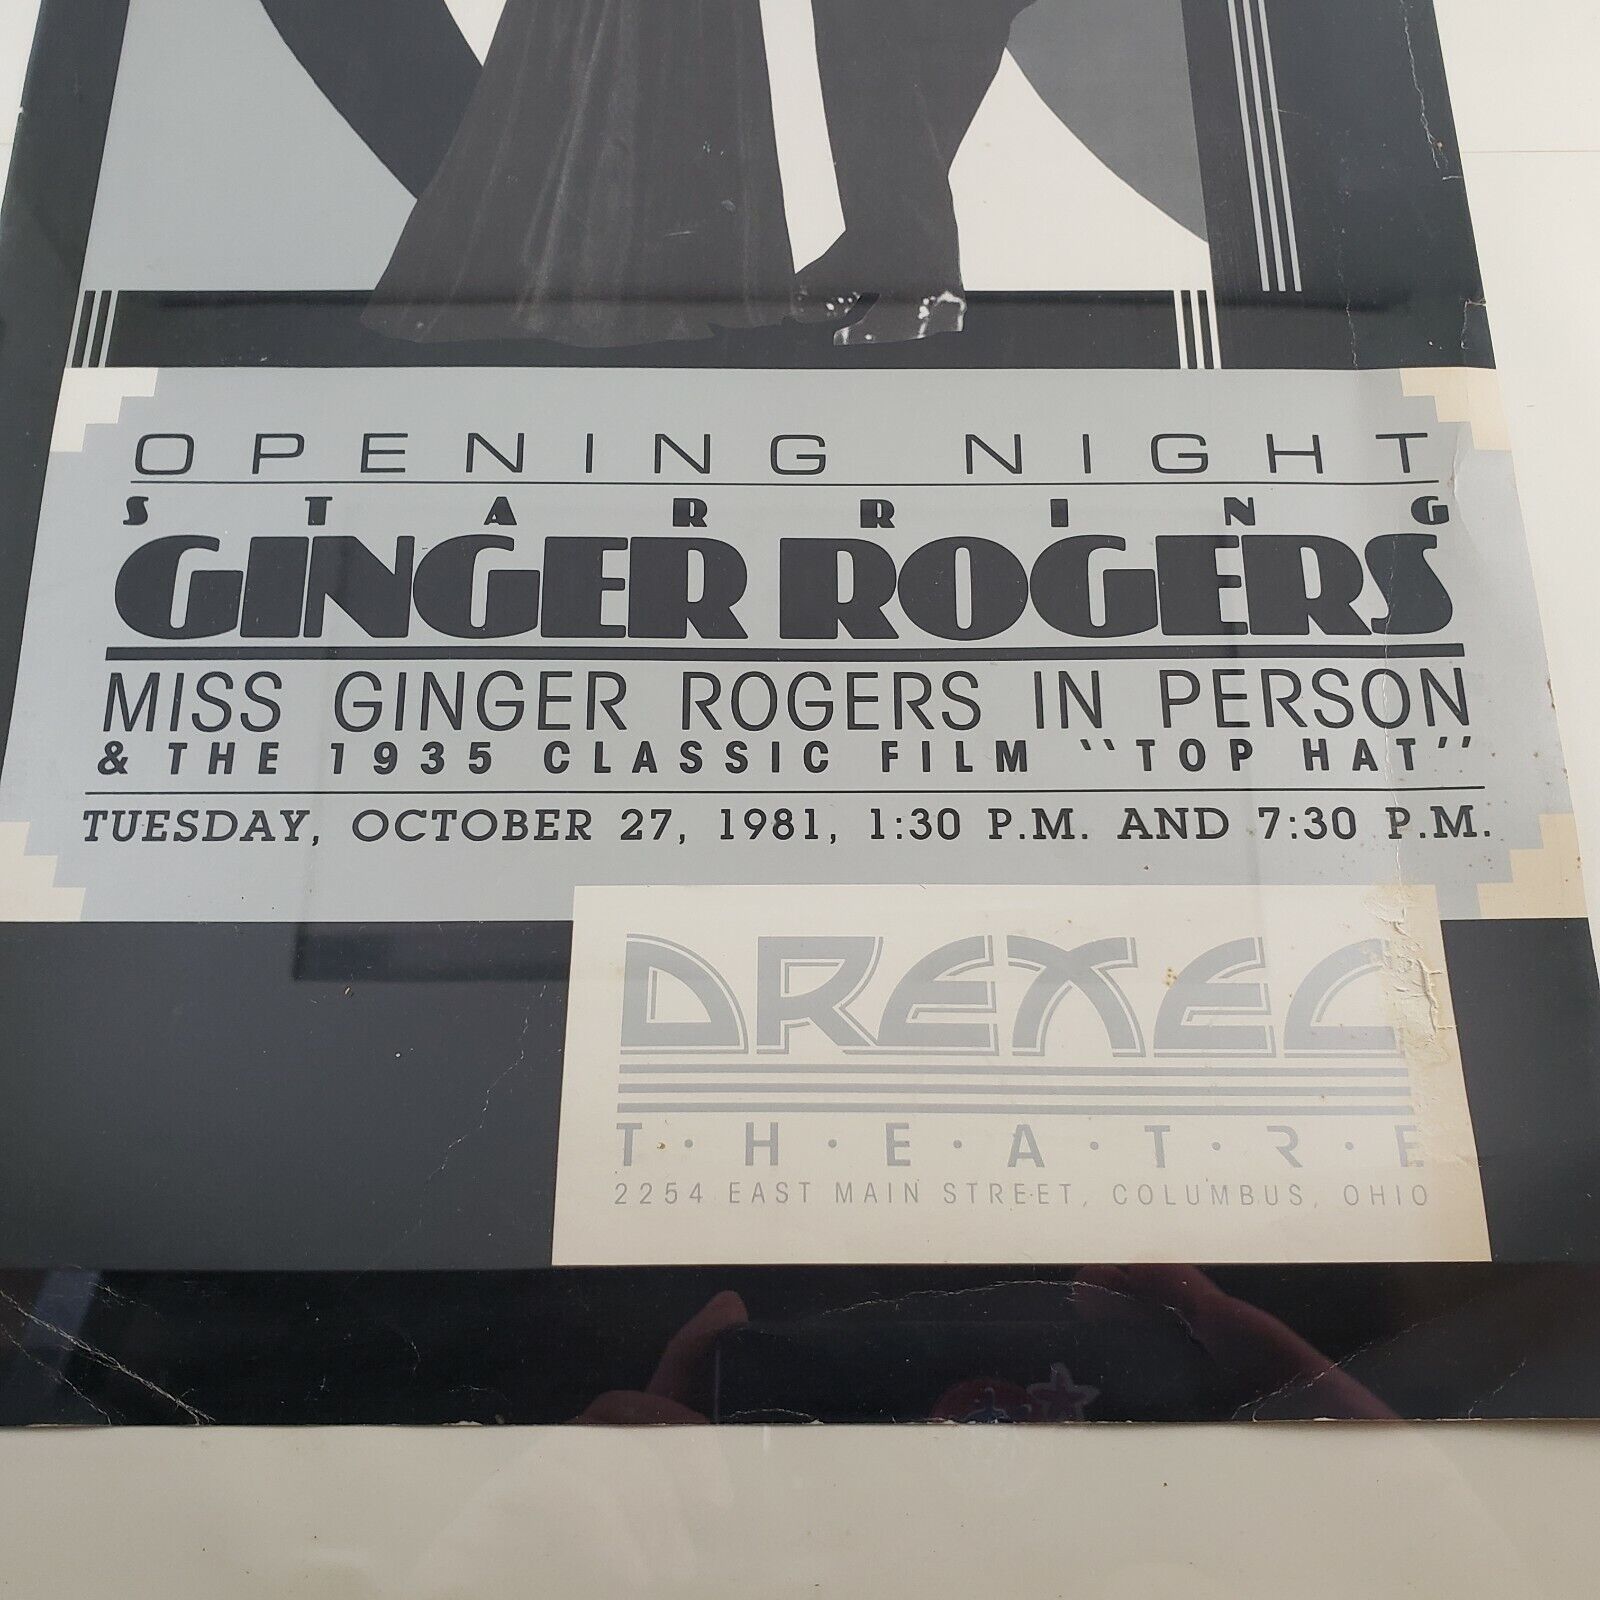 OPENING NIGHT
STARRING
GINGER ROGERS
MISS GINGER ROGERS IN PERSON
& THE 1935 CLASSIC FILM "TOP HAT"
TUESDAY, OCTOBER 27, 1981, 1:30 P.M. AND 7:30 P.M.
DREXEL
T·H·E·A·T·R·E
2254 EAST MAIN STREET, COLUMBUS, OHIO